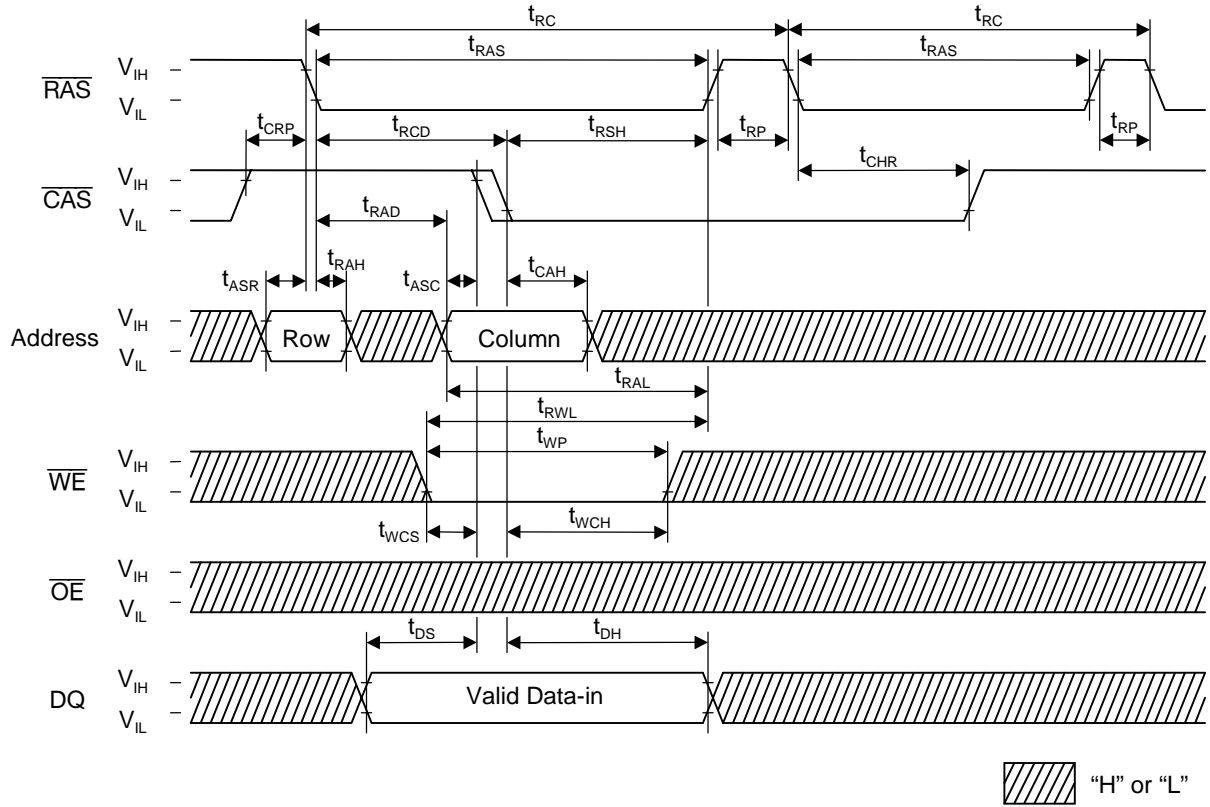 tRC tRC
tRAS tRAS
RAS VIH
VIL
tCRP tRCD tRSH tRP tRP
tCHR
CAS VIH
VIL
tRAD
tRAH
tASR tASC tCAH
Address VIH
VIL
Row Column
tRAL
tRWL
tWP
WE VIH
VIL
tWCS tWCH
OE VIH
VIL
tDS tDH
DQ VIH
VIL
Valid Data-in
“H” or “L”